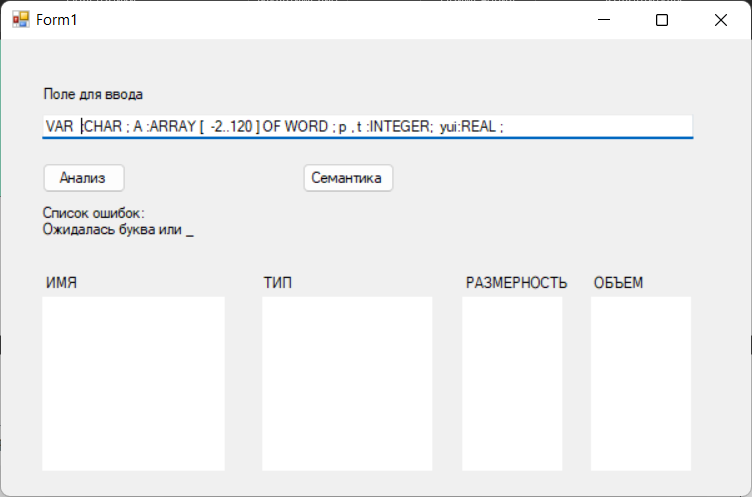 Form1
Поле для ввода
VAR :CHAR ; A :ARRAY [ -2..120 ] OF WORD ; p , t :INTEGER; yui:REAL ;
Анализ Семантика
Список ошибок:
Ожидалась буква или _
ИМЯ ТИП РАЗМЕРНОСТЬ ОБЪЕМ